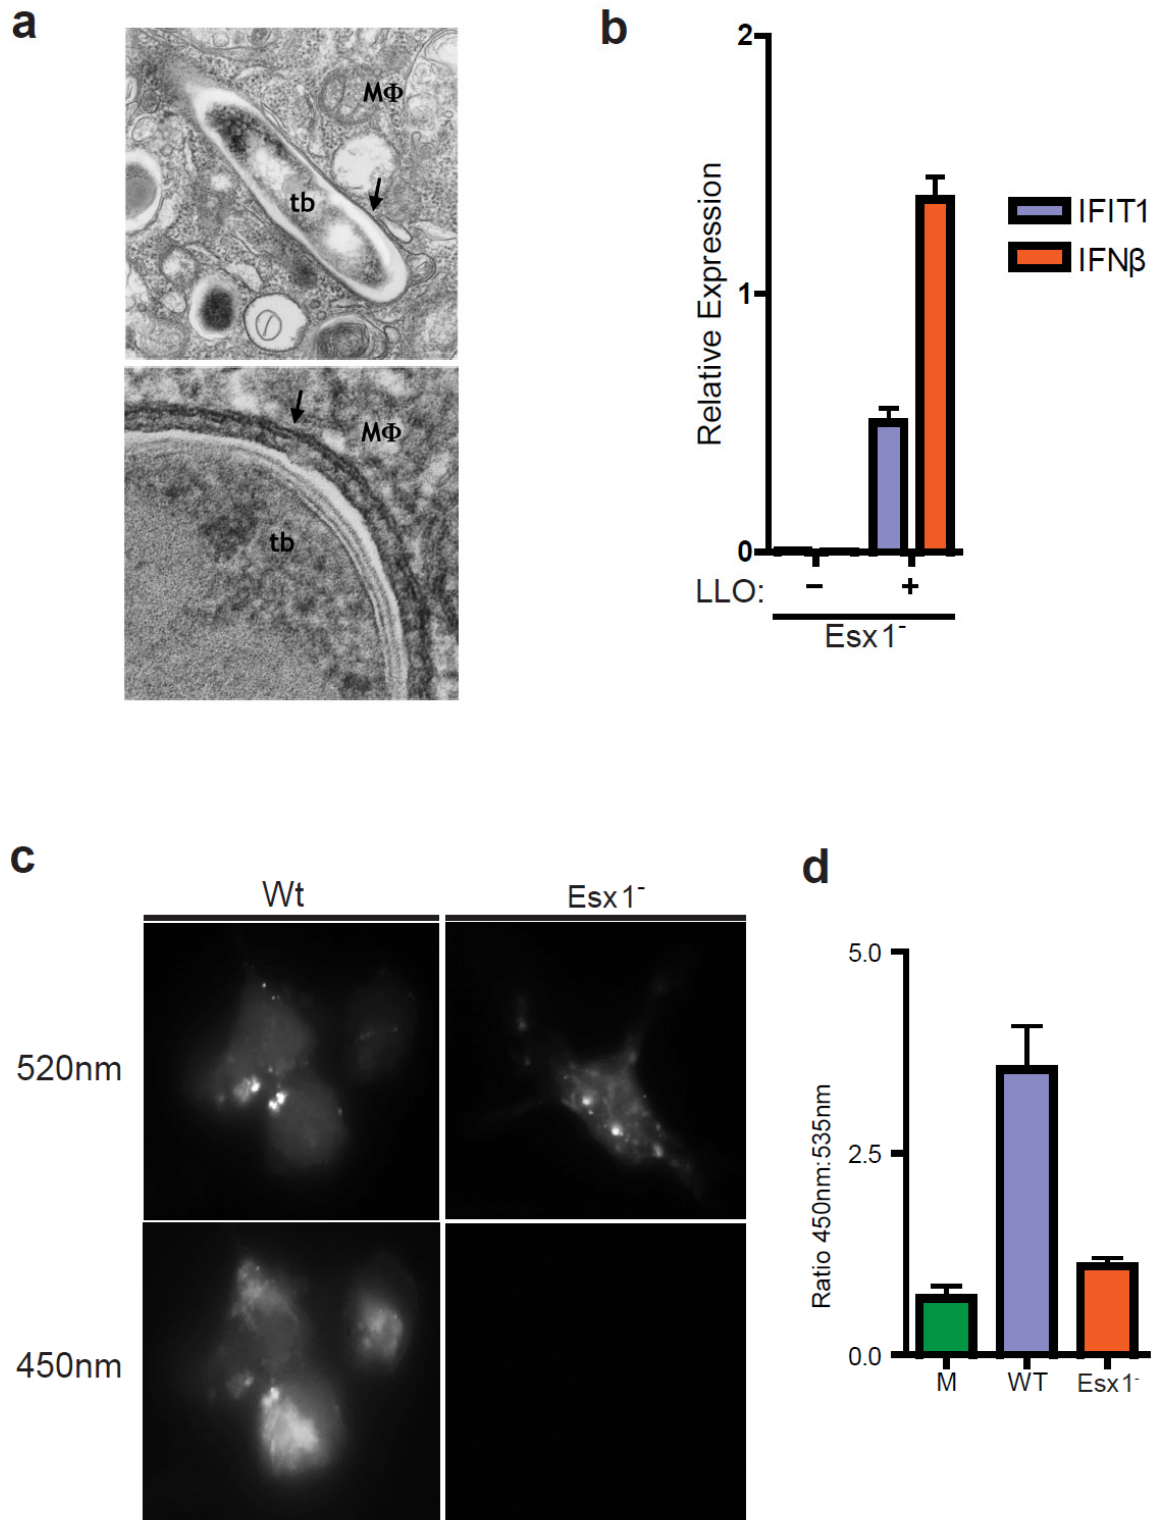 a
MΦ
tb
MΦ
tb
b
2
1
0
Relative Expression
LLO: – +
Esx1⁻
IFIT1
IFNβ
c
Wt Esx1⁻
520nm
450nm
d
5.0
2.5
0.0
Ratio 450nm:535nm
M WT Esx1⁻